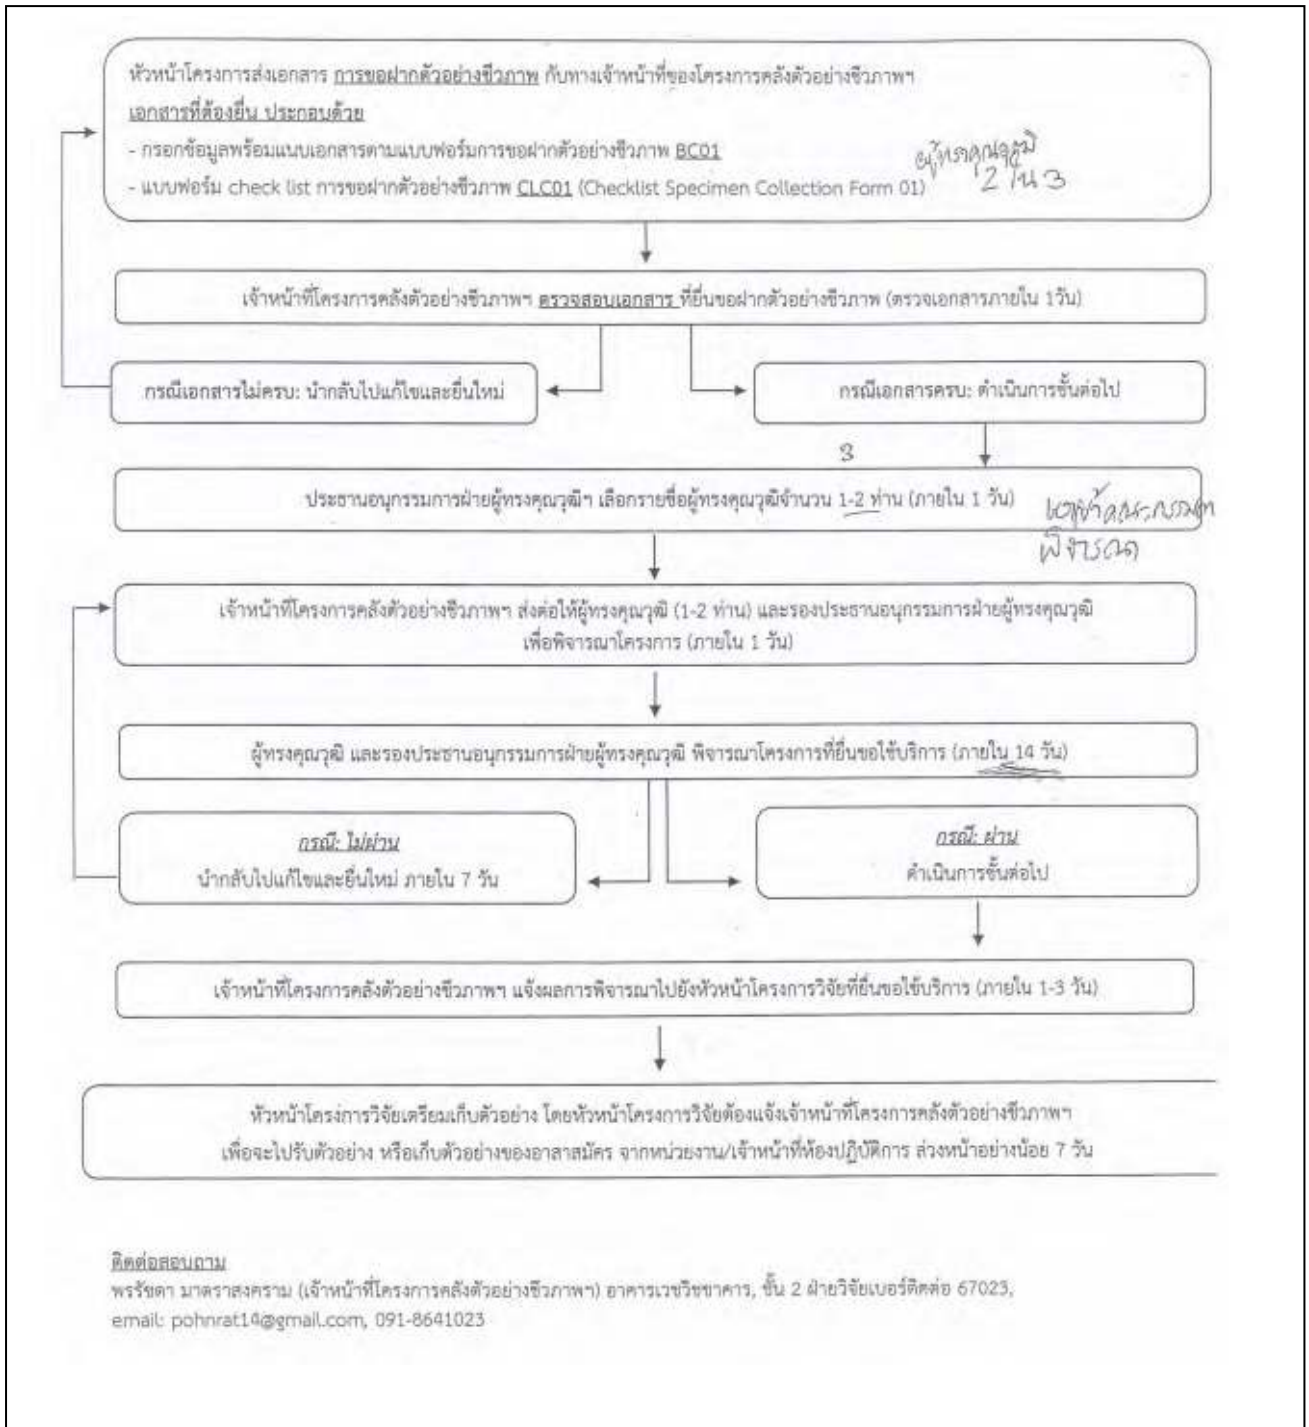 หัวหน้าโครงการส่งเอกสาร การขอฝากตัวอย่างชีวภาพ กับทางเจ้าหน้าที่ของโครงการคลังตัวอย่างชีวภาพฯ
เอกสารที่ต้องยื่น ประกอบด้วย
- กรอกข้อมูลพร้อมแนบเอกสารตามแบบฟอร์มการขอฝากตัวอย่างชีวภาพ BC01
ผู้ทรงคุณวุฒิ
- แบบฟอร์ม check list การขอฝากตัวอย่างชีวภาพ CLC01 (Checklist Specimen Collection Form 01)
2 ใน 3
เจ้าหน้าที่โครงการคลังตัวอย่างชีวภาพฯ ตรวจสอบเอกสาร ที่ยื่นขอฝากตัวอย่างชีวภาพ (ตรวจเอกสารภายใน 1วัน)
กรณีเอกสารไม่ครบ: นำกลับไปแก้ไขและยื่นใหม่
กรณีเอกสารครบ: ดำเนินการขั้นต่อไป
3
ประธานอนุกรรมการฝ่ายผู้ทรงคุณวุฒิฯ เลือกรายชื่อผู้ทรงคุณวุฒิจำนวน 1-2 ท่าน (ภายใน 1 วัน)
พิจารณา
เจ้าหน้าที่โครงการคลังตัวอย่างชีวภาพฯ ส่งต่อให้ผู้ทรงคุณวุฒิ (1-2 ท่าน) และรองประธานอนุกรรมการฝ่ายผู้ทรงคุณวุฒิ
เพื่อพิจารณาโครงการ (ภายใน 1 วัน)
ผู้ทรงคุณวุฒิ และรองประธานอนุกรรมการฝ่ายผู้ทรงคุณวุฒิ พิจารณาโครงการที่ยื่นขอใช้บริการ (ภายใน 14 วัน)
กรณี: ไม่ผ่าน
นำกลับไปแก้ไขและยื่นใหม่ ภายใน 7 วัน
กรณี: ผ่าน
ดำเนินการขั้นต่อไป
เจ้าหน้าที่โครงการคลังตัวอย่างชีวภาพฯ แจ้งผลการพิจารณาไปยังหัวหน้าโครงการวิจัยที่ยื่นขอใช้บริการ (ภายใน 1-3 วัน)
หัวหน้าโครงการวิจัยเตรียมเก็บตัวอย่าง โดยหัวหน้าโครงการวิจัยต้องแจ้งเจ้าหน้าที่โครงการคลังตัวอย่างชีวภาพฯ
เพื่อจะไปรับตัวอย่าง หรือเก็บตัวอย่างของอาสาสมัคร จากหน่วยงาน/เจ้าหน้าที่ห้องปฏิบัติการ ล่วงหน้าอย่างน้อย 7 วัน
ติดต่อสอบถาม
พรรัชดา มาตราสงคราม (เจ้าหน้าที่โครงการคลังตัวอย่างชีวภาพฯ) อาคารเวชวิชชาคาร, ชั้น 2 ฝ่ายวิจัยเบอร์ติดต่อ 67023,
email: pohnrat14@gmail.com, 091-8641023